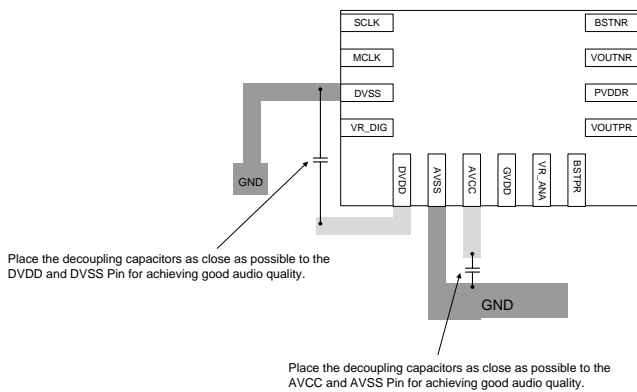 SCLK
BSTNR
MCLK
VOUTNR
DVSS
PVDDR
VR_DIG
VOUTPR
DVDD
AVSS
AVCC
GVDD
VR_ANA
BSTPR
GND
Place the decoupling capacitors as close as possible to the
DVDD and DVSS Pin for achieving good audio quality.
GND
Place the decoupling capacitors as close as possible to the
AVCC and AVSS Pin for achieving good audio quality.